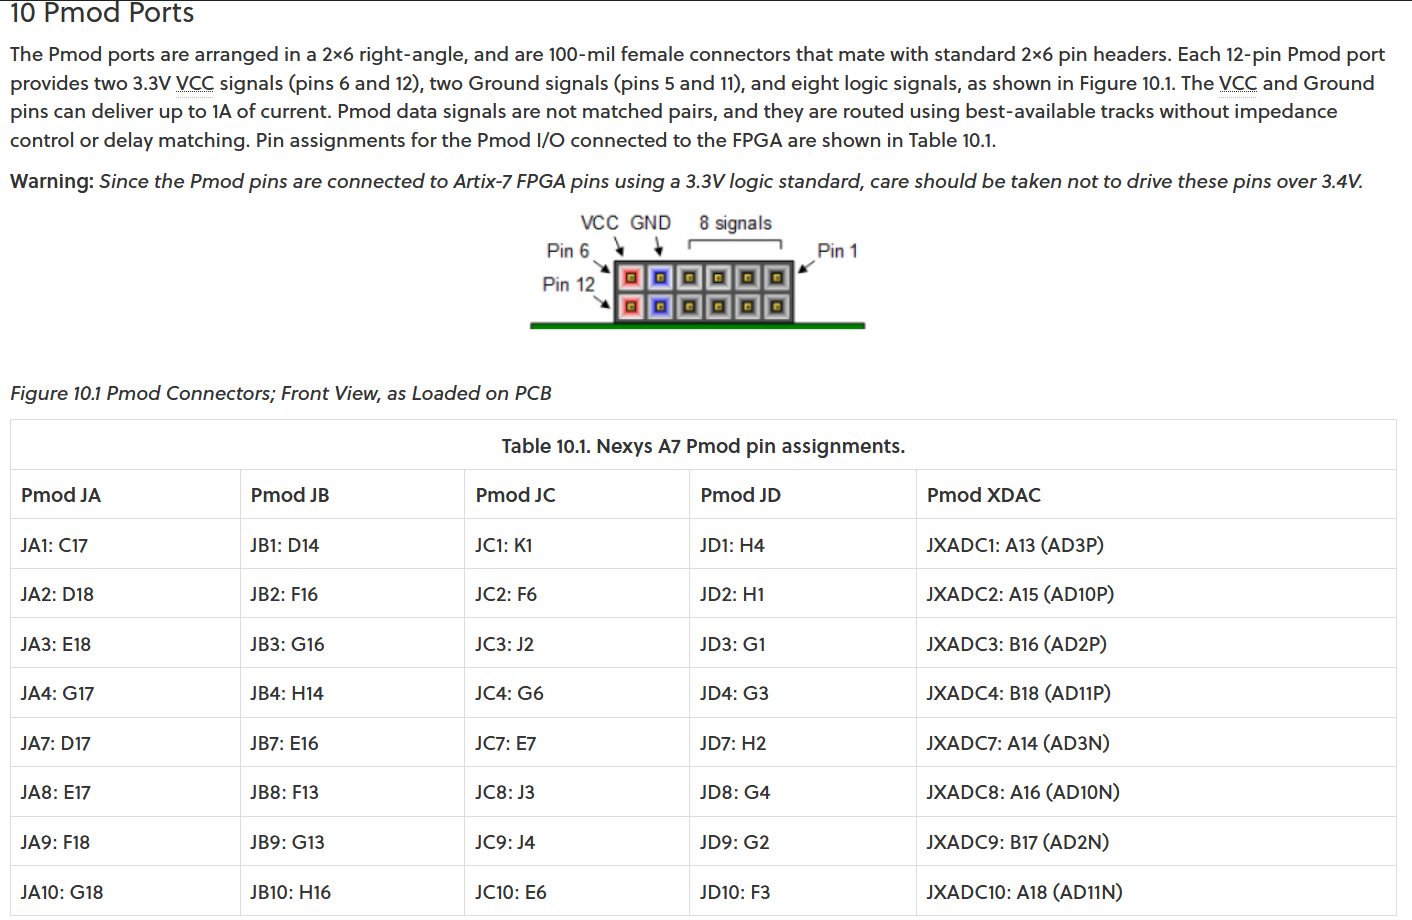 10 Pmod Ports
The Pmod ports are arranged in a 2×6 right-angle, and are 100-mil female connectors that mate with standard 2×6 pin headers. Each 12-pin Pmod port
provides two 3.3V VCC signals (pins 6 and 12), two Ground signals (pins 5 and 11), and eight logic signals, as shown in Figure 10.1. The VCC and Ground
pins can deliver up to 1A of current. Pmod data signals are not matched pairs, and they are routed using best-available tracks without impedance
control or delay matching. Pin assignments for the Pmod I/O connected to the FPGA are shown in Table 10.1.
Warning: Since the Pmod pins are connected to Artix-7 FPGA pins using a 3.3V logic standard, care should be taken not to drive these pins over 3.4V.
VCC GND 8 signals
Pin 6 Pin 1
Pin 12
Figure 10.1 Pmod Connectors; Front View, as Loaded on PCB
Table 10.1. Nexys A7 Pmod pin assignments.
Pmod JA Pmod JB Pmod JC Pmod JD Pmod XDAC
JA1: C17 JB1: D14 JC1: K1 JD1: H4 JXADC1: A13 (AD3P)
JA2: D18 JB2: F16 JC2: F6 JD2: H1 JXADC2: A15 (AD10P)
JA3: E18 JB3: G16 JC3: J2 JD3: G1 JXADC3: B16 (AD2P)
JA4: G17 JB4: H14 JC4: G6 JD4: G3 JXADC4: B18 (AD11P)
JA7: D17 JB7: E16 JC7: E7 JD7: H2 JXADC7: A14 (AD3N)
JA8: E17 JB8: F13 JC8: J3 JD8: G4 JXADC8: A16 (AD10N)
JA9: F18 JB9: G13 JC9: J4 JD9: G2 JXADC9: B17 (AD2N)
JA10: G18 JB10: H16 JC10: E6 JD10: F3 JXADC10: A18 (AD11N)